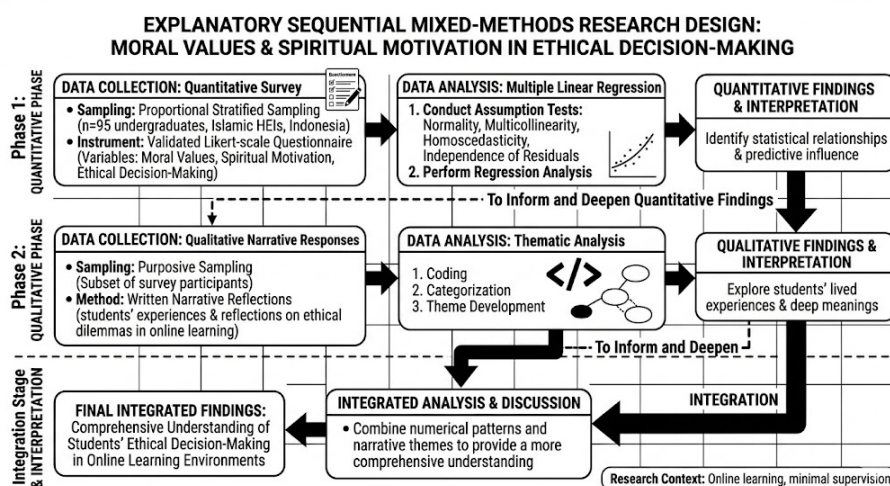 EXPLANATORY SEQUENTIAL MIXED-METHODS RESEARCH DESIGN:
MORAL VALUES & SPIRITUAL MOTIVATION IN ETHICAL DECISION-MAKING
Phase 1:
QUANTITATIVE PHASE
DATA COLLECTION: Quantitative Survey
• Sampling: Proportional Stratified Sampling
(n=95 undergraduates, Islamic HEIs, Indonesia)
• Instrument: Validated Likert-scale Questionnaire
(Variables: Moral Values, Spiritual Motivation,
Ethical Decision-Making)
DATA ANALYSIS: Multiple Linear Regression
1. Conduct Assumption Tests:
Normality, Multicollinearity,
Homoscedasticity,
Independence of Residuals
2. Perform Regression Analysis
QUANTITATIVE FINDINGS
& INTERPRETATION
Identify statistical relationships
& predictive influence
To Inform and Deepen Quantitative Findings
Phase 2:
QUALITATIVE PHASE
DATA COLLECTION: Qualitative Narrative Responses
• Sampling: Purposive Sampling
(Subset of survey participants)
• Method: Written Narrative Reflections
(students' experiences & reflections on ethical
dilemmas in online learning)
DATA ANALYSIS: Thematic Analysis
1. Coding
2. Categorization
3. Theme Development
</>
QUALITATIVE FINDINGS &
INTERPRETATION
Explore students' lived
experiences & deep meanings
To Inform and Deepen
Integration Stage
& INTERPRETATION
FINAL INTEGRATED FINDINGS:
Comprehensive Understanding of
Students' Ethical Decision-Making
in Online Learning Environments
INTEGRATED ANALYSIS & DISCUSSION
• Combine numerical patterns and
narrative themes to provide a more
comprehensive understanding
INTEGRATION
Research Context: Online learning, minimal supervision